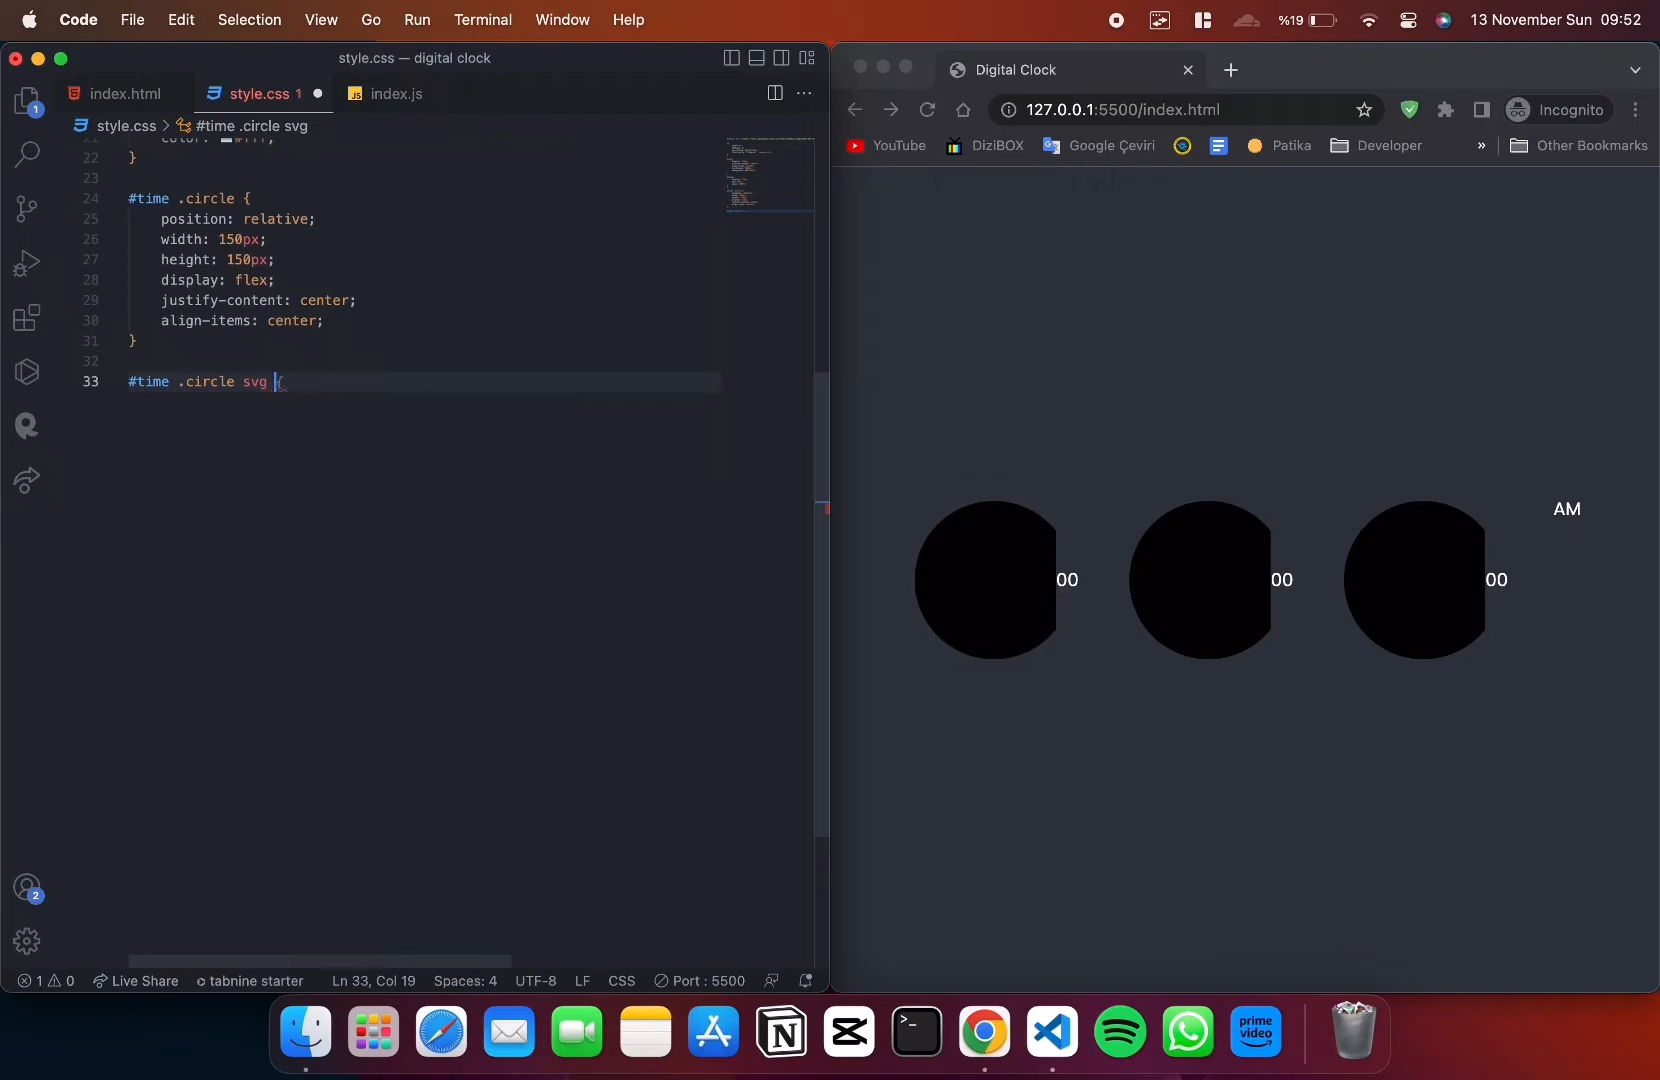 Code File Edit Selection View Go Run Terminal Window Help %19 13 November Sun 09:52
style.css — digital clock
index.html style.css 1 index.js
style.css > #time .circle svg
22 }
23
24 #time .circle {
25 position: relative;
26 width: 150px;
27 height: 150px;
28 display: flex;
29 justify-content: center;
30 align-items: center;
31 }
32
33 #time .circle svg {
1
2
1 0 Live Share tabnine starter Ln 33, Col 19 Spaces: 4 UTF-8 LF CSS Port : 5500
Digital Clock
127.0.0.1:5500/index.html Incognito
YouTube DiziBOX Google Çeviri Patika Developer » Other Bookmarks
AM
00 00 00
prime
video